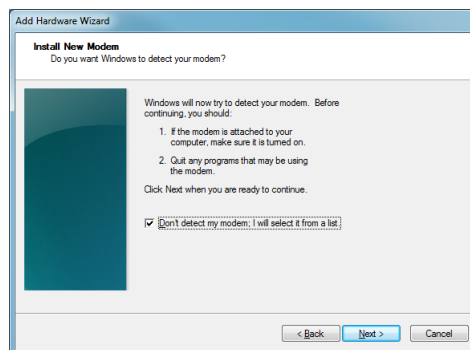 Add Hardware Wizard
Install New Modem
Do you want Windows to detect your modem?
Windows will now try to detect your modem. Before
continuing, you should:
1. If the modem is attached to your
computer, make sure it is turned on.
2. Quit any programs that may be using
the modem.
Click Next when you are ready to continue.
Don't detect my modem; I will select it from a list.
< Back Next > Cancel